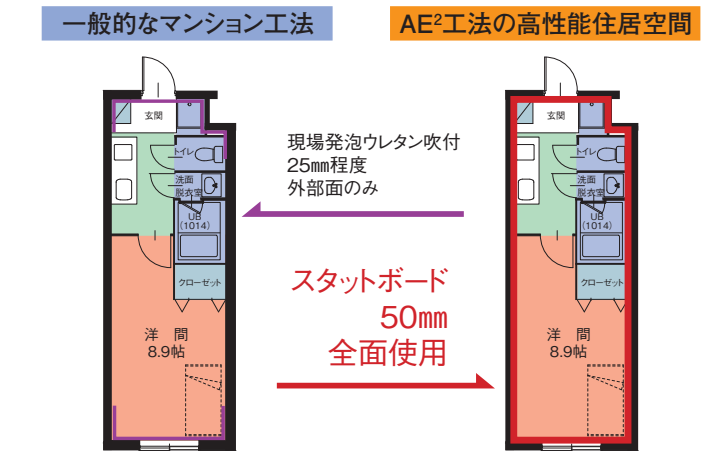 一般的なマンション工法
AE²工法の高性能住居空間
玄関
トイレ
洗面
脱衣室
UB
(1014)
クローゼット
洋 間
8.9帖
現場発泡ウレタン吹付
25㎜程度
外部面のみ
スタットボード
50㎜
全面使用
玄関
トイレ
洗面
脱衣室
UB
(1014)
クローゼット
洋 間
8.9帖